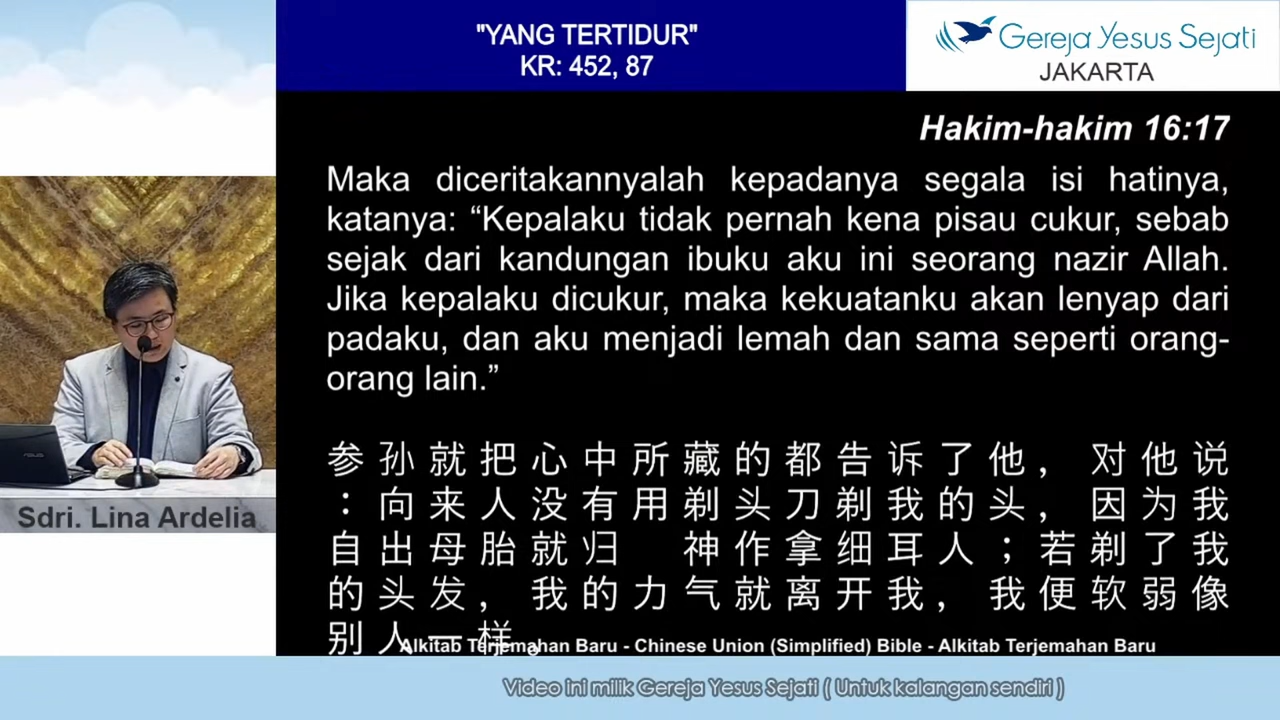 "YANG TERTIDUR"
KR: 452, 87
Gereja Yesus Sejati
JAKARTA
Hakim-hakim 16:17
Maka diceritakannyalah kepadanya segala isi hatinya,
katanya: “Kepalaku tidak pernah kena pisau cukur, sebab
sejak dari kandungan ibuku aku ini seorang nazir Allah.
Jika kepalaku dicukur, maka kekuatanku akan lenyap dari
padaku, dan aku menjadi lemah dan sama seperti orang-
orang lain.”
参孙就把心中所藏的都告诉了他，对他说
：向来人没有用剃头刀剃我的头，因为我
自出母胎就归　神作拿细耳人；若剃了我
的头发，我的力气就离开我，我便软弱像
别人一样。
Alkitab Terjemahan Baru - Chinese Union (Simplified) Bible - Alkitab Terjemahan Baru
ASUS
Sdri. Lina Ardelia
Video ini milik Gereja Yesus Sejati ( Untuk kalangan sendiri )